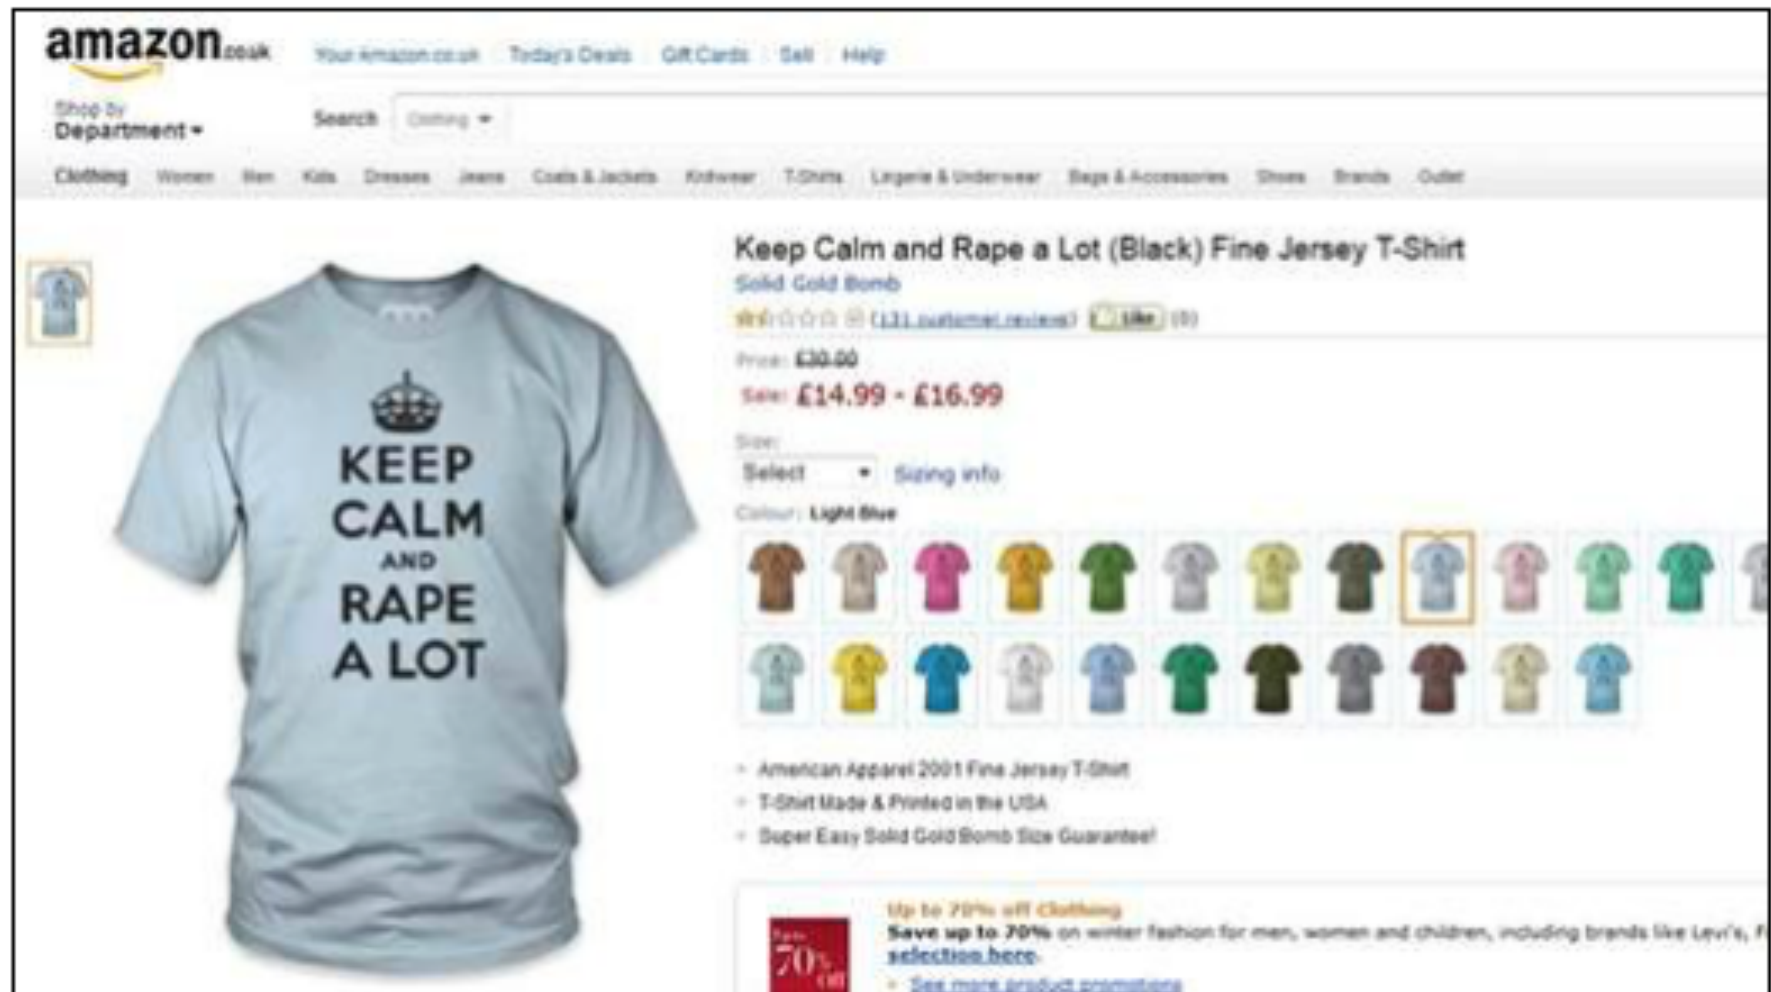 amazon.co.uk
Your Amazon.co.uk Today's Deals Gift Cards Sell Help
Shop by
Department
Search Clothing
Clothing Women Men Kids Dresses Jeans Coats & Jackets Knitwear T-Shirts Lingerie & Underwear Bags & Accessories Shoes Brands Outlet
KEEP
CALM
AND
RAPE
A LOT
Keep Calm and Rape a Lot (Black) Fine Jersey T-Shirt
Solid Gold Bomb
customer reviews) Like (0)
Price: £30.00
Sale: £14.99 - £16.99
Size:
Select Sizing info
Colour: Light Blue
American Apparel 2001 Fine Jersey T-Shirt
T-Shirt Made & Printed in the USA
Super Easy Solid Gold Bomb Size Guarantee!
70% off
Up to 70% off Clothing
Save up to 70% on winter fashion for men, women and children, including brands like Levi's, F
selection here.
See more product promotions